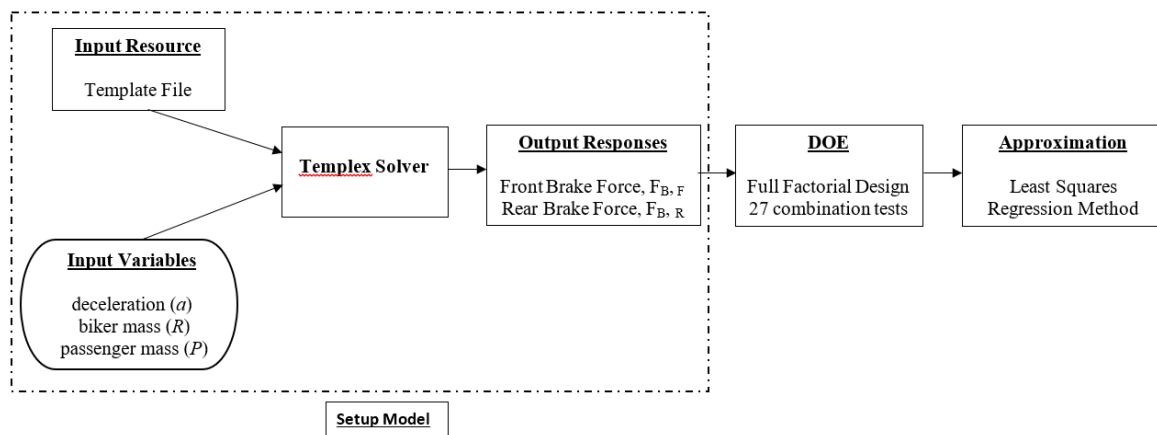 Input Resource
Template File
Templex Solver
Input Variables
deceleration (a)
biker mass (R)
passenger mass (P)
Output Responses
Front Brake Force, FB, F
Rear Brake Force, FB, R
DOE
Full Factorial Design
27 combination tests
Approximation
Least Squares
Regression Method
Setup Model